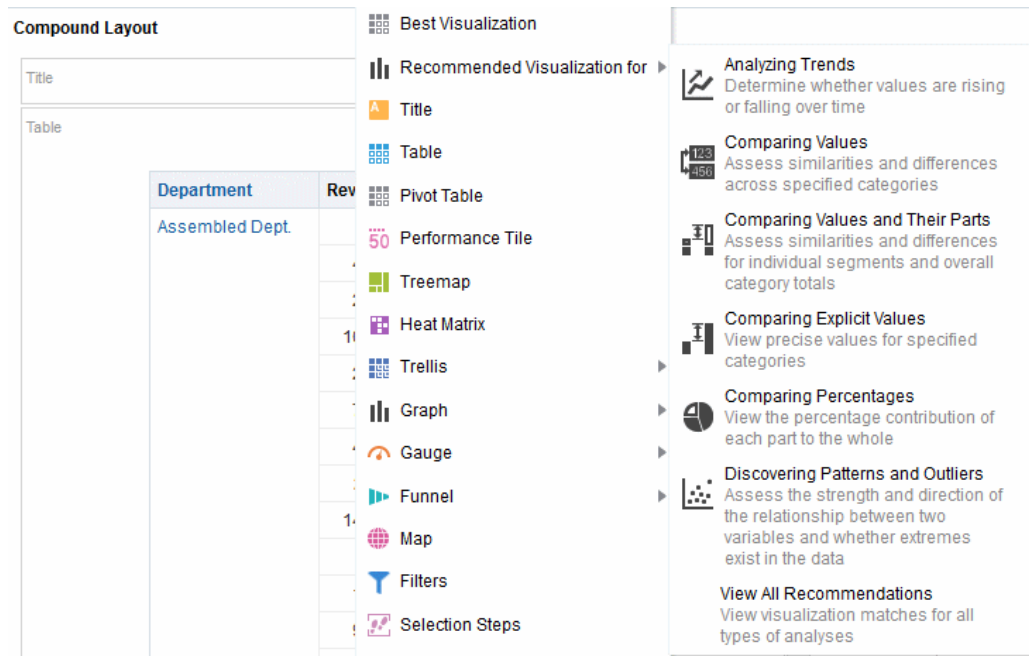 Compound Layout
Title
Table
Department
Rev
Assembled Dept.
Best Visualization
Recommended Visualization for
Title
Table
Pivot Table
50
Performance Tile
Treemap
Heat Matrix
Trellis
Graph
Gauge
Funnel
Map
Filters
Selection Steps
Analyzing Trends
Determine whether values are rising
or falling over time
123
456
Comparing Values
Assess similarities and differences
across specified categories
Comparing Values and Their Parts
Assess similarities and differences
for individual segments and overall
category totals
Comparing Explicit Values
View precise values for specified
categories
Comparing Percentages
View the percentage contribution of
each part to the whole
Discovering Patterns and Outliers
Assess the strength and direction of
the relationship between two
variables and whether extremes
exist in the data
View All Recommendations
View visualization matches for all
types of analyses